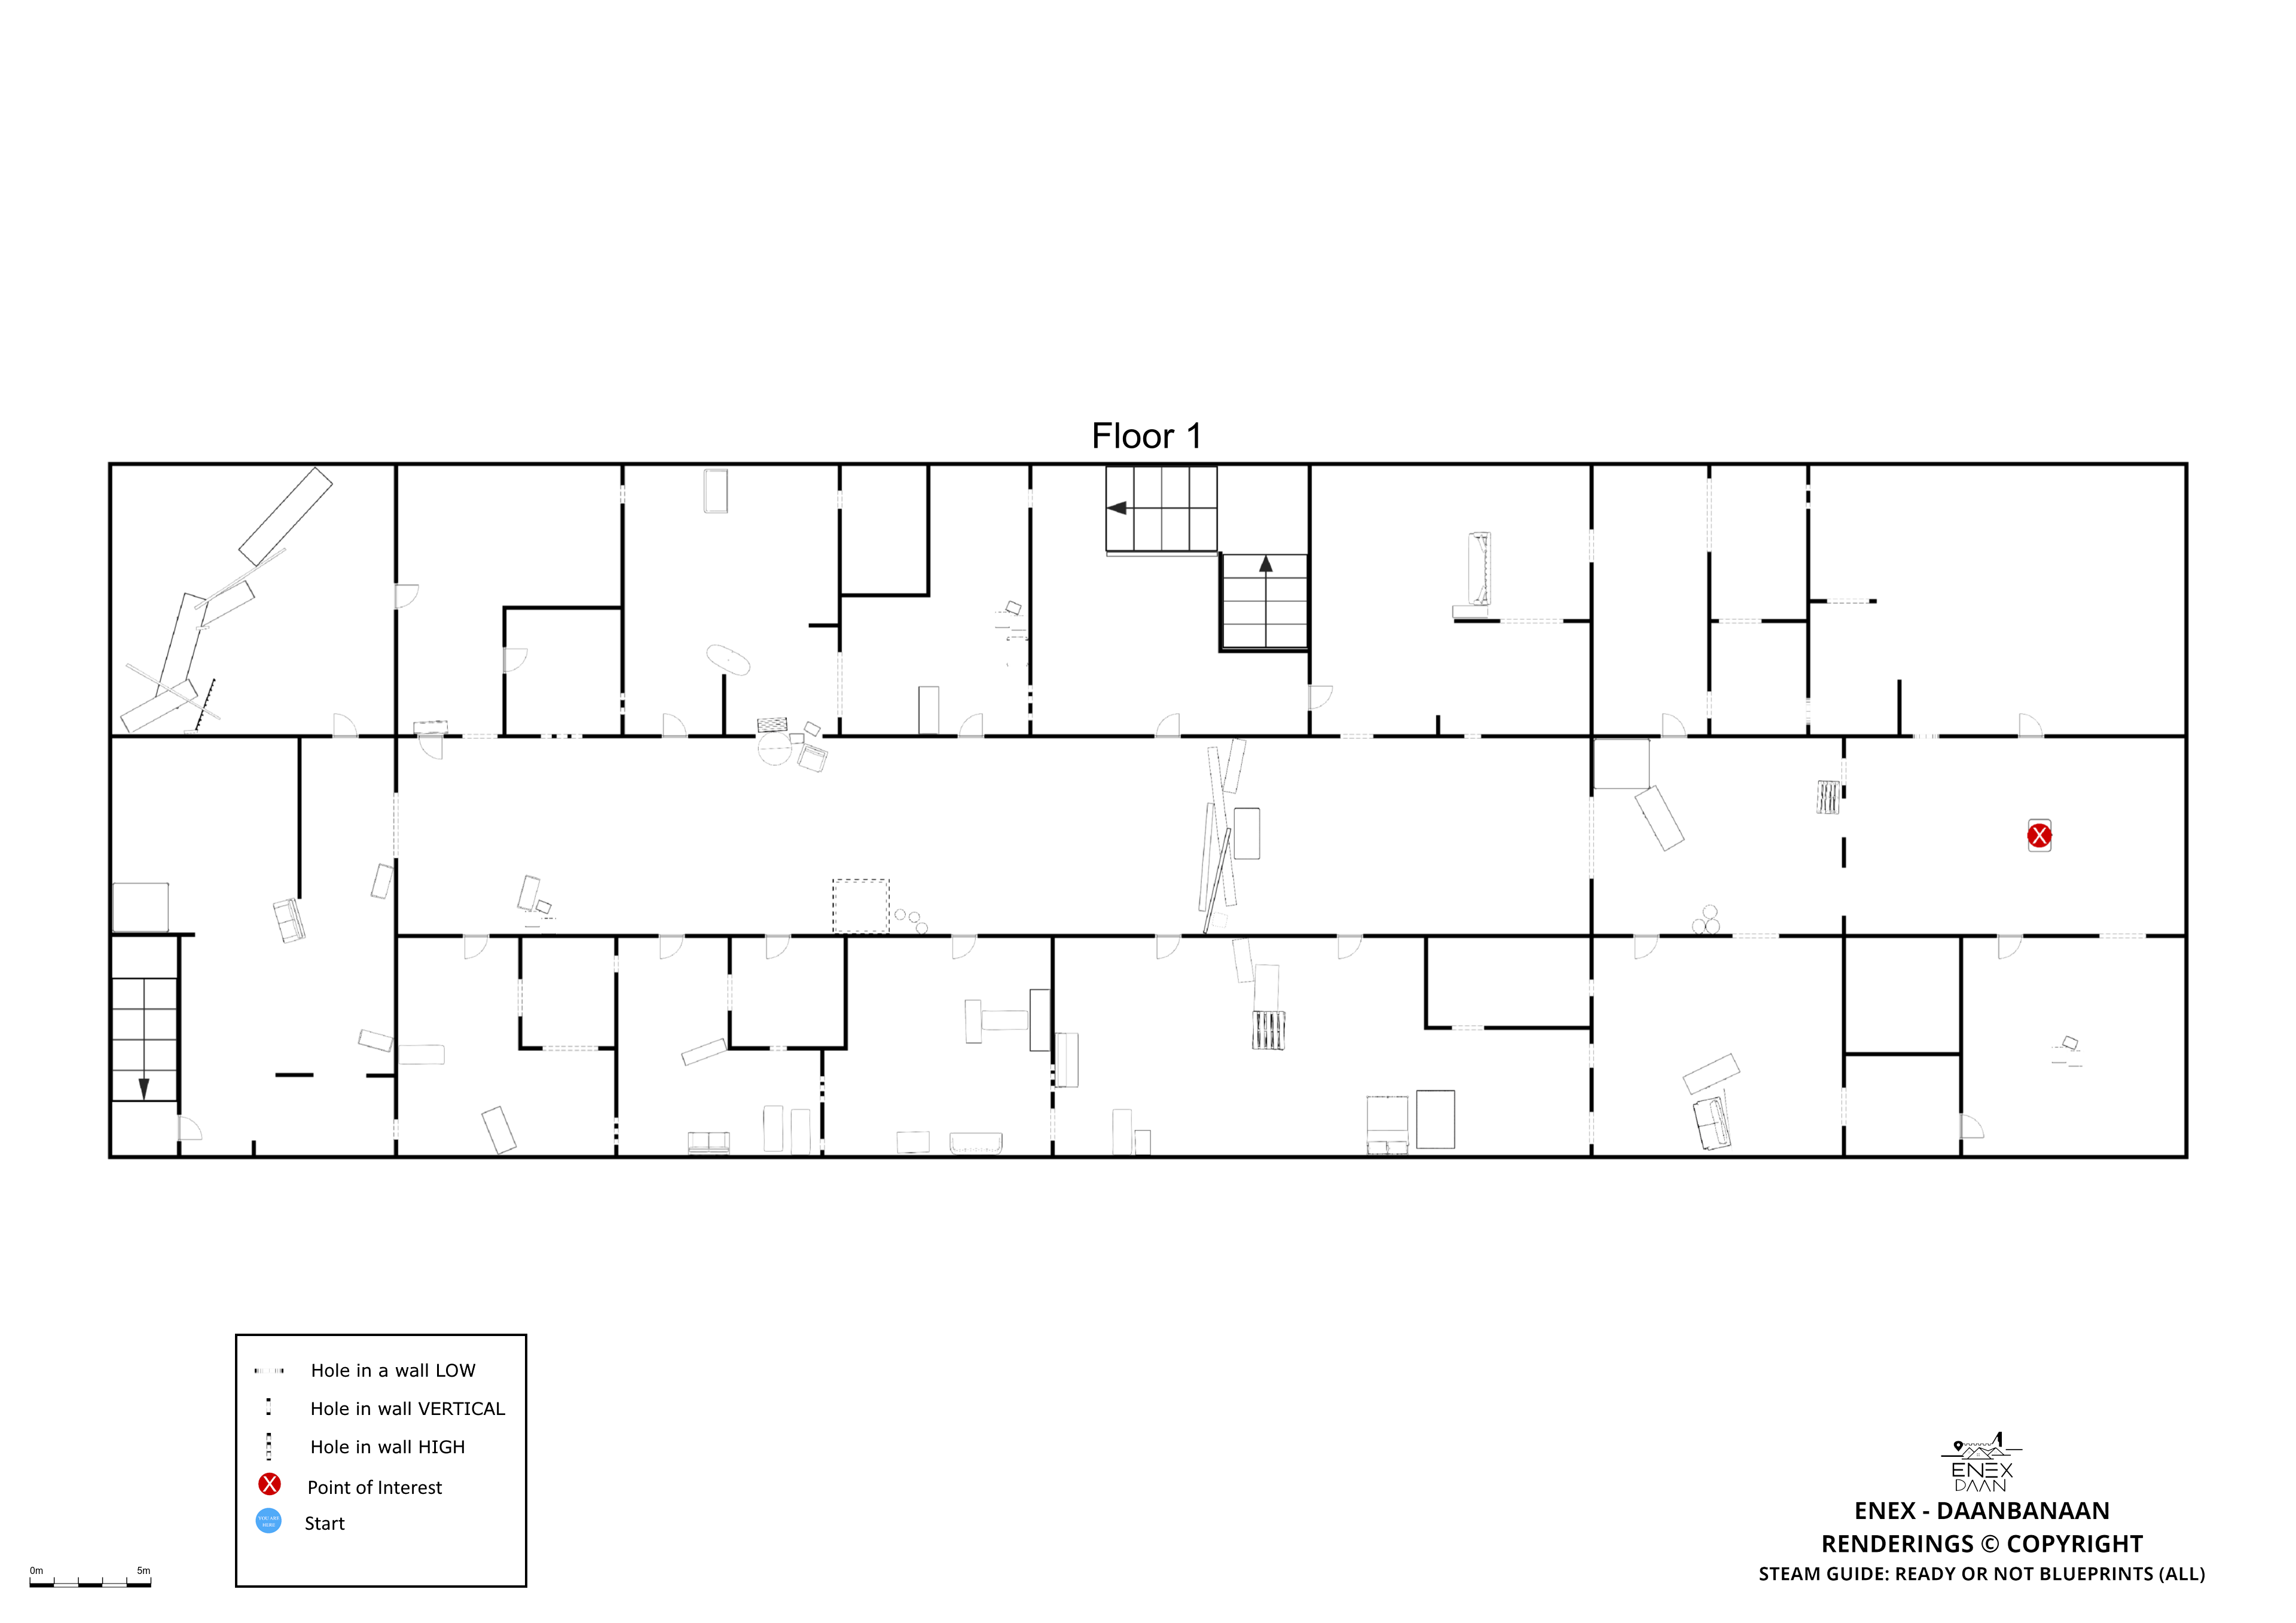 Floor 1
Hole in a wall LOW
Hole in wall VERTICAL
Hole in wall HIGH
X
Point of Interest
YOU ARE
HERE
Start
0m 5m
ENEX
DAAN
ENEX - DAANBANAAN
RENDERINGS © COPYRIGHT
STEAM GUIDE: READY OR NOT BLUEPRINTS (ALL)